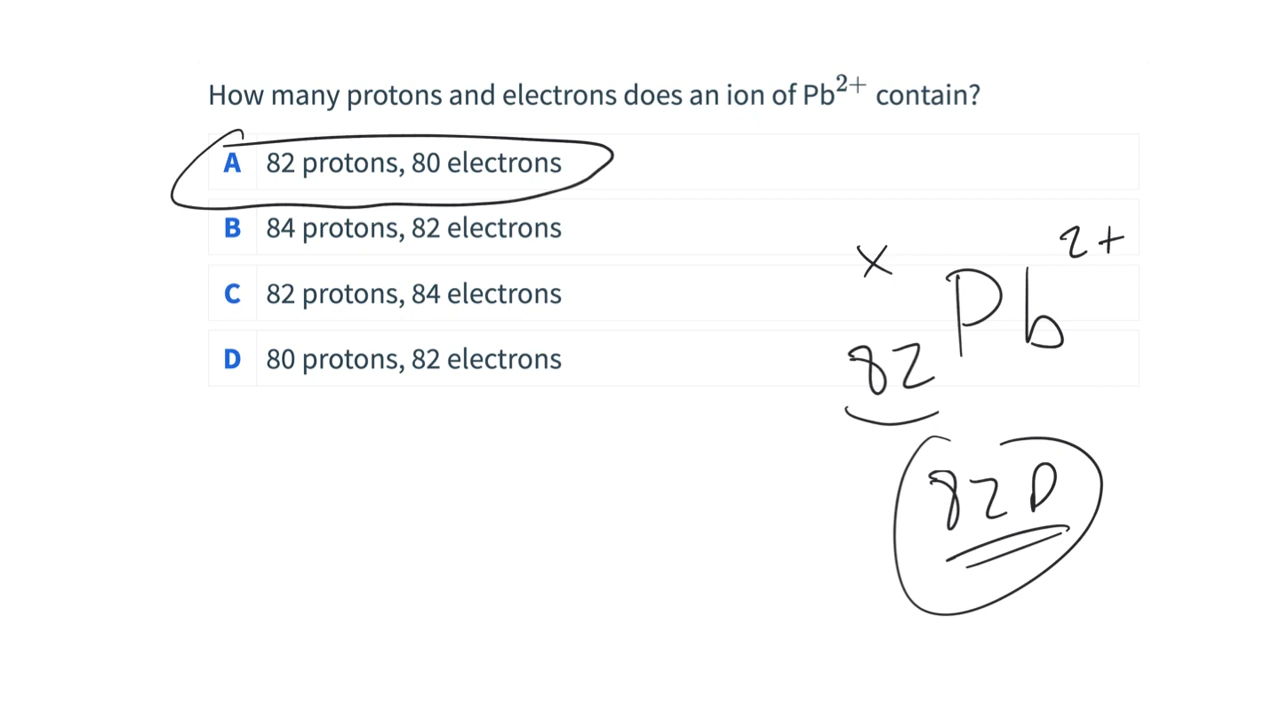 How many protons and electrons does an ion of Pb²⁺ contain?
A 82 protons, 80 electrons
B 84 protons, 82 electrons
C 82 protons, 84 electrons
D 80 protons, 82 electrons
x
82 Pb 2+
82 p